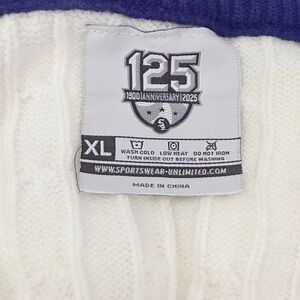 125
1900 ANNIVERSARY 2025
XL
WASH COLD LOW HEAT DO NOT IRON
TURN INSIDE OUT BEFORE WASHING
WWW.SPORTSWEAR-UNLIMITED.COM
MADE IN CHINA